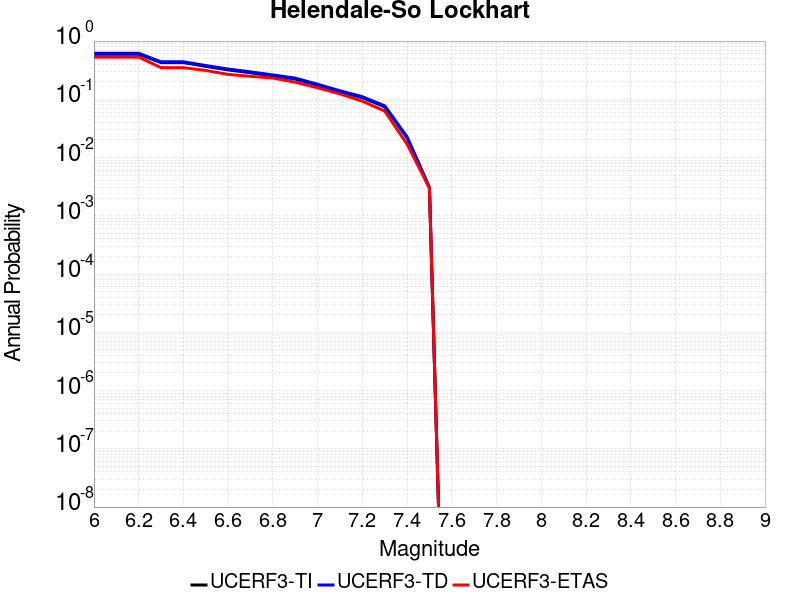 Helendale-So Lockhart
10^0
10^-1
10^-2
10^-3
10^-4
10^-5
10^-6
10^-7
10^-8
Annual Probability
6 6.2 6.4 6.6 6.8 7 7.2 7.4 7.6 7.8 8 8.2 8.4 8.6 8.8 9
Magnitude
UCERF3-TI UCERF3-TD UCERF3-ETAS